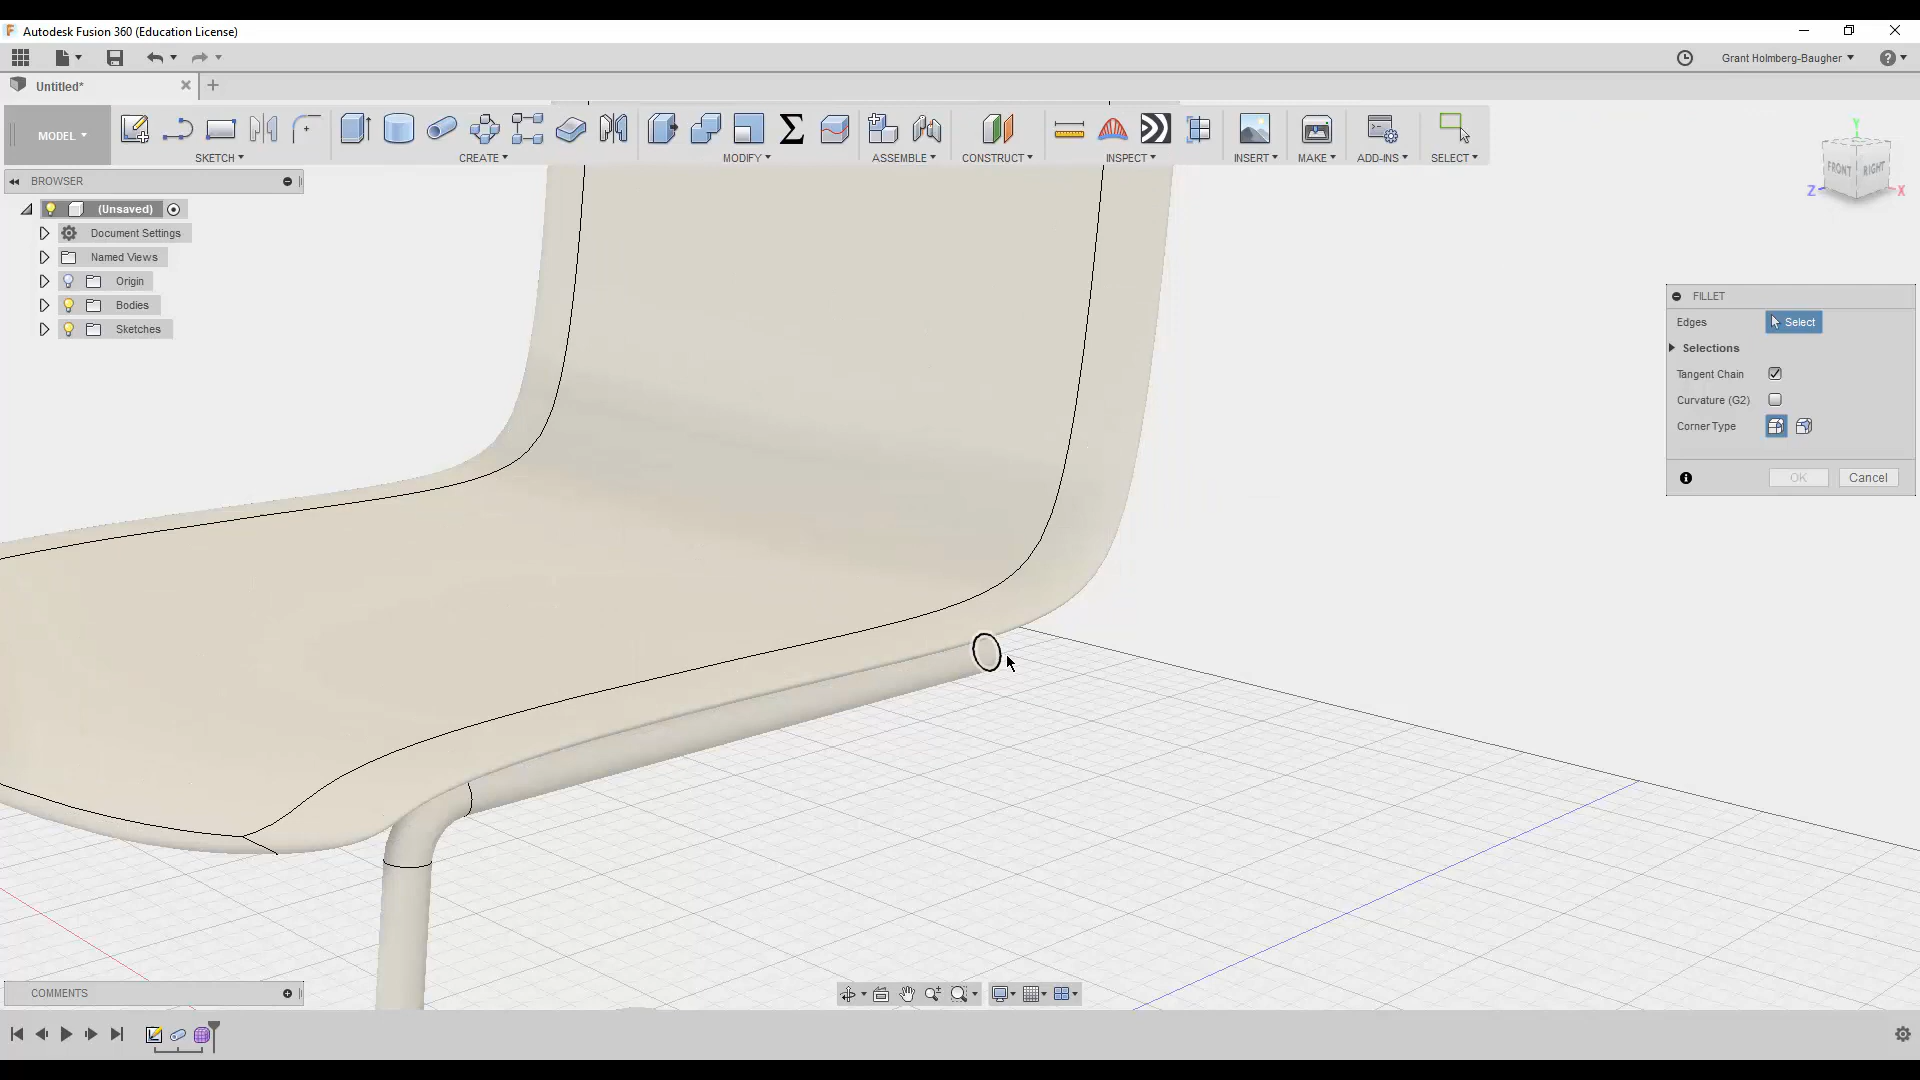 Autodesk Fusion 360 (Education License)
Grant Holmberg-Baugher
Untitled*
MODEL
SKETCH
CREATE
MODIFY
ASSEMBLE
CONSTRUCT
INSPECT
INSERT
MAKE
ADD-INS
SELECT
BROWSER
(Unsaved)
Document Settings
Named Views
Origin
Bodies
Sketches
Y
FRONT
RIGHT
Z
X
FILLET
Edges
Select
Selections
Tangent Chain
Curvature (G2)
Corner Type
OK
Cancel
COMMENTS